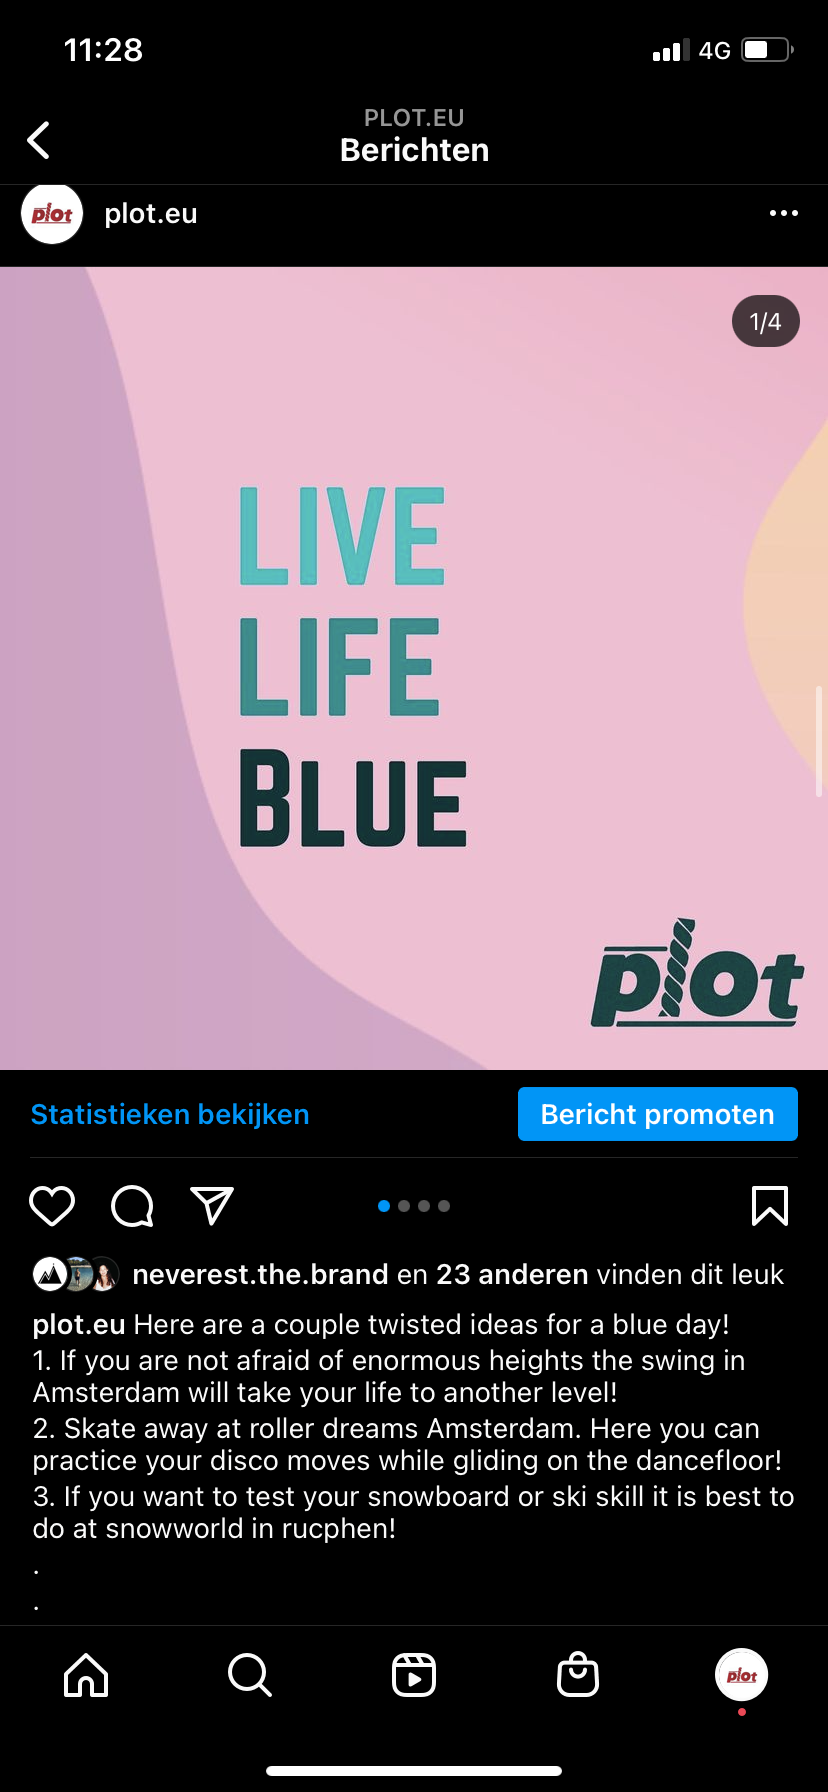 11:28
4G
PLOT.EU
Berichten
plot
plot.eu
1/4
LIVE
LIFE
BLUE
plot
Statistieken bekijken
Bericht promoten
neverest.the.brand en 23 anderen vinden dit leuk
plot.eu Here are a couple twisted ideas for a blue day!
1. If you are not afraid of enormous heights the swing in
Amsterdam will take your life to another level!
2. Skate away at roller dreams Amsterdam. Here you can
practice your disco moves while gliding on the dancefloor!
3. If you want to test your snowboard or ski skill it is best to
do at snowworld in rucphen!
.
.
plot